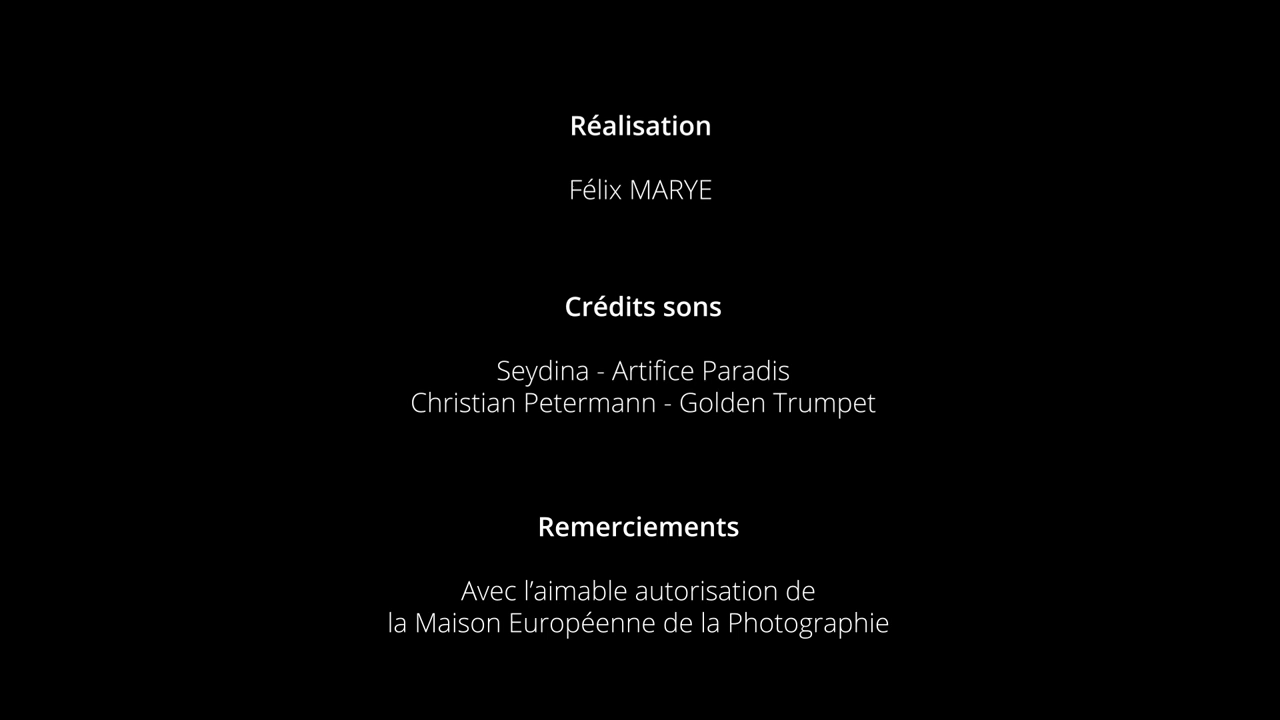 Réalisation
Félix MARYE
Crédits sons
Seydina - Artifice Paradis
Christian Petermann - Golden Trumpet
Remerciements
Avec l’aimable autorisation de
la Maison Européenne de la Photographie